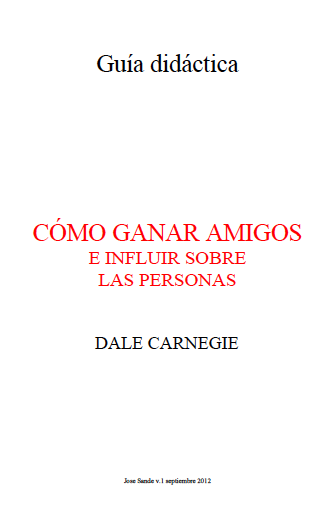 Guía didáctica
CÓMO GANAR AMIGOS
E INFLUIR SOBRE
LAS PERSONAS
DALE CARNEGIE
Jose Sande v.1 septiembre 2012